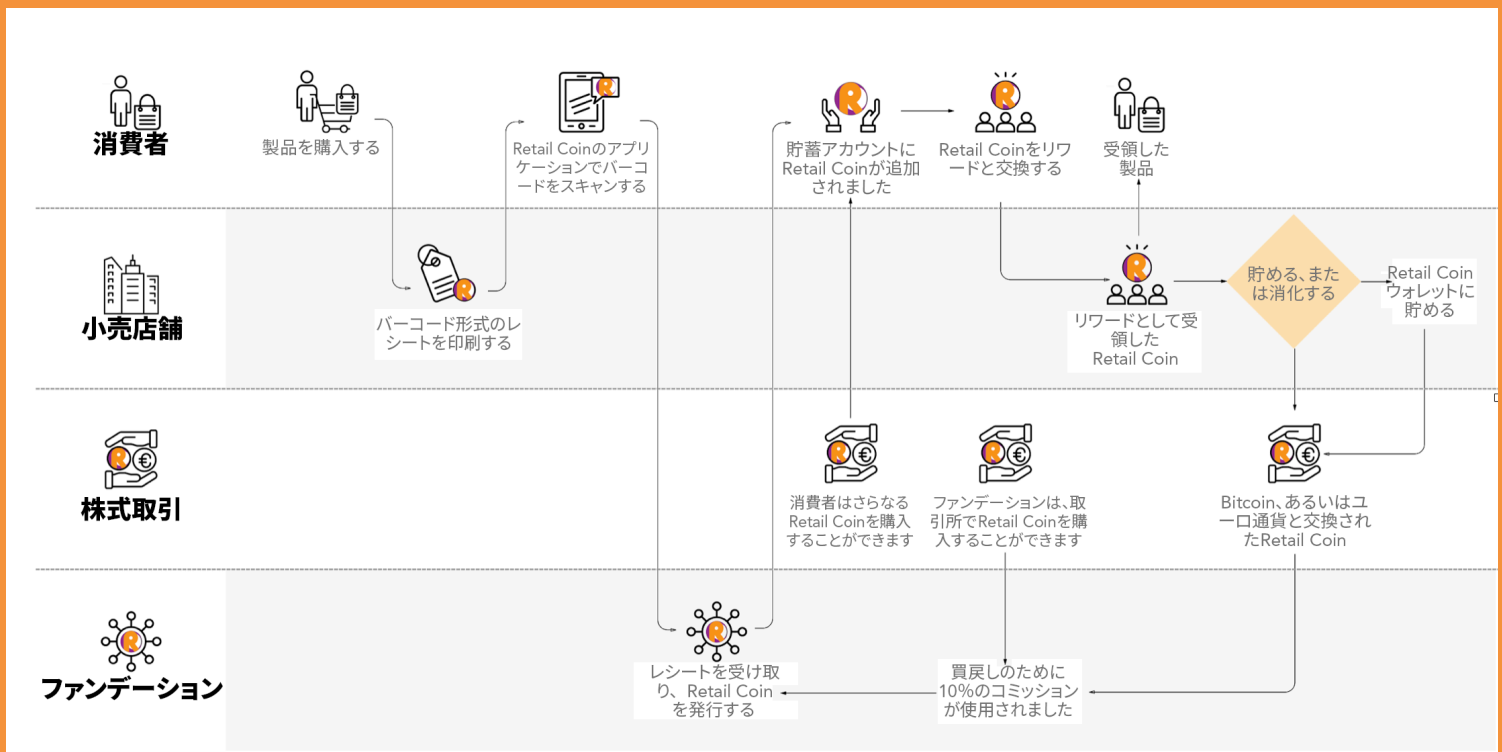 消費者
製品を購入する
Retail Coinのアプリ
ケーションでバーコ
ードをスキャンする
貯蓄アカウントに
Retail Coinが追加
されました
Retail Coinをリワ
ードと交換する
受領した
製品
小売店舗
バーコード形式のレ
シートを印刷する
リワードとして受
領した
Retail Coin
貯める、また
は消化する
Retail Coin
ウォレットに
貯める
株式取引
消費者はさらなる
Retail Coinを購入
することができます
ファンデーションは、取
引所でRetail Coinを購
入することができます
Bitcoin、あるいはユ
ーロ通貨と交換され
たRetail Coin
ファンデーション
レシートを受け取
り、Retail Coin
を発行する
買戻しのために
10%のコミッション
が使用されました